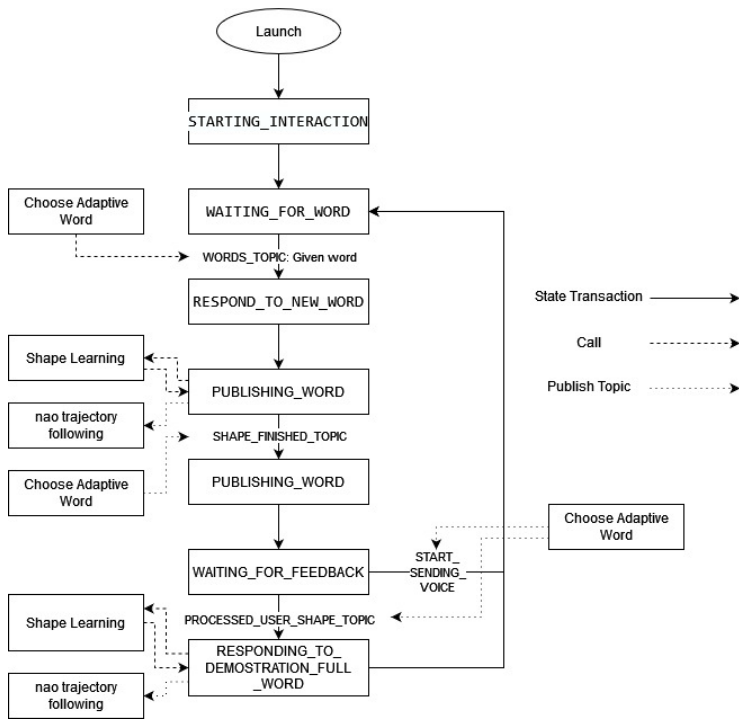 Launch
STARTING_INTERACTION
Choose Adaptive
Word
WAITING_FOR_WORD
WORDS_TOPIC: Given word
RESPOND_TO_NEW_WORD
State Transaction
Shape Learning
Call
PUBLISHING_WORD
Publish Topic
nao trajectory
following
SHAPE_FINISHED_TOPIC
Choose Adaptive
Word
PUBLISHING_WORD
Choose Adaptive
Word
WAITING_FOR_FEEDBACK
START_
SENDING_
VOICE
PROCESSED_USER_SHAPE_TOPIC
Shape Learning
RESPONDING_TO_
DEMOSTRATION_FULL
_WORD
nao trajectory
following